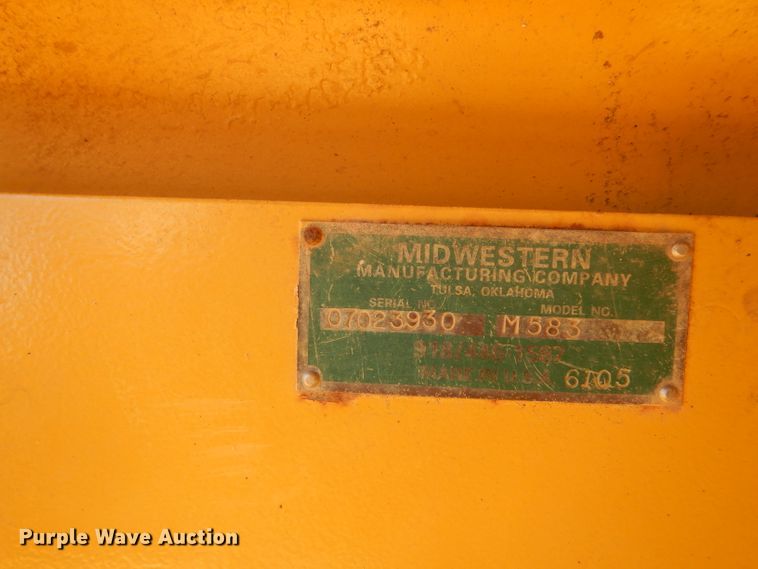 MIDWESTERN
MANUFACTURING COMPANY
TULSA, OKLAHOMA
SERIAL NO. MODEL NO.
07023930 M583
MADE IN U.S.A. 6105
Purple Wave Auction